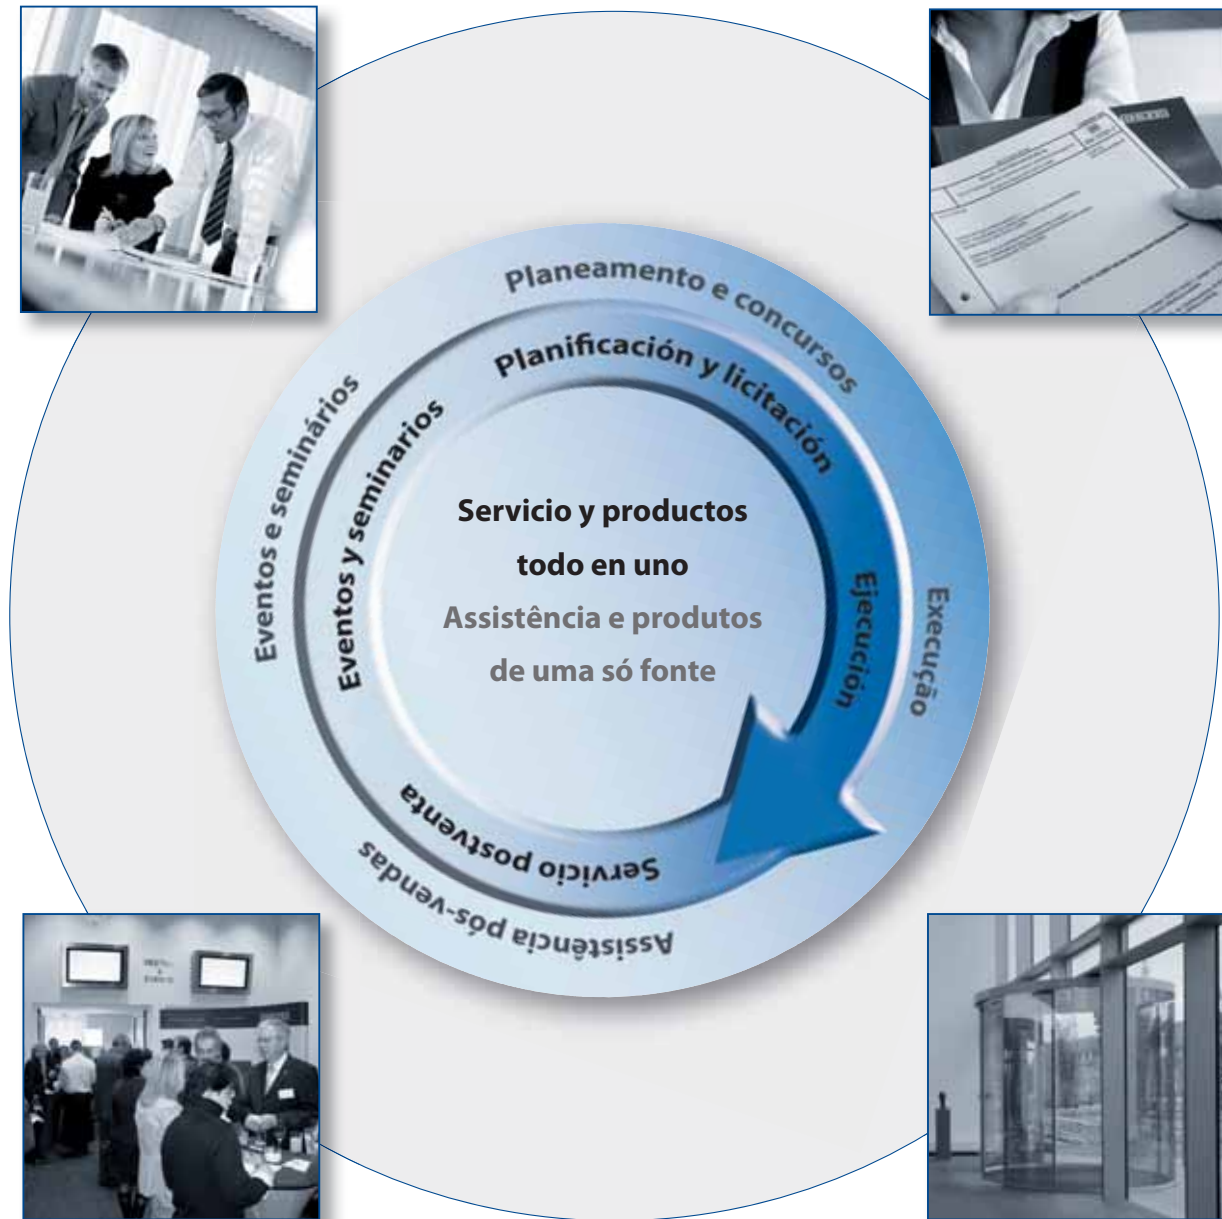 Planeamento e concursos
Planificación y licitación
Eventos e seminários
Eventos y seminarios
Servicio y productos
todo en uno
Assistência e produtos
de uma só fonte
Ejecución
Execução
Servicio postventa
Assistência pós-vendas